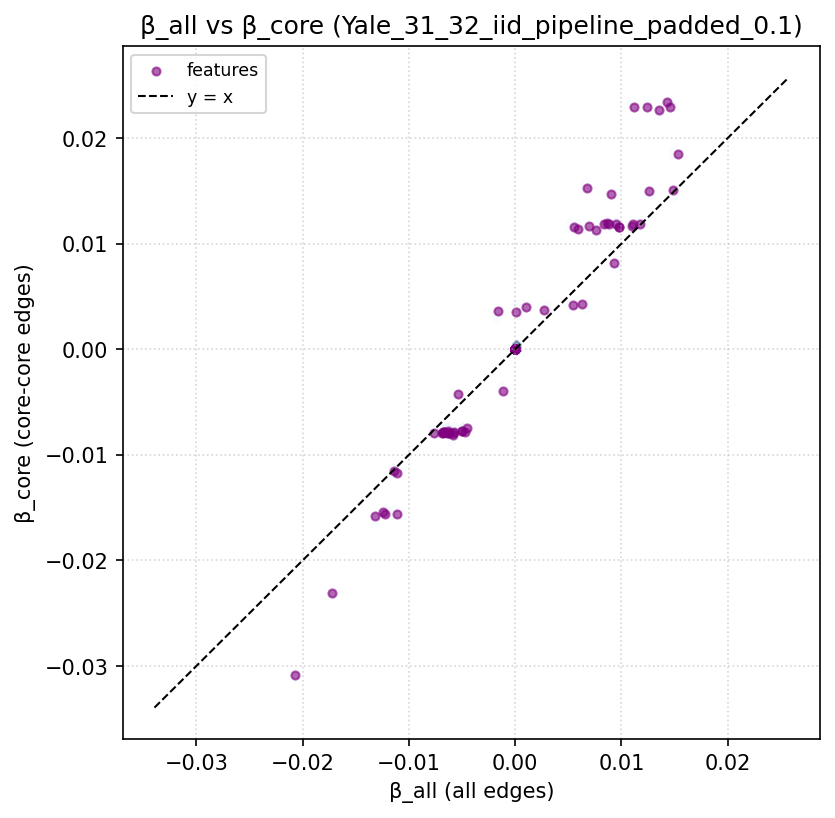 β_all vs β_core (Yale_31_32_iid_pipeline_padded_0.1)
features
y = x
0.02
0.01
0.00
−0.01
−0.02
−0.03
β_core (core-core edges)
−0.03
−0.02
−0.01
0.00
0.01
0.02
β_all (all edges)